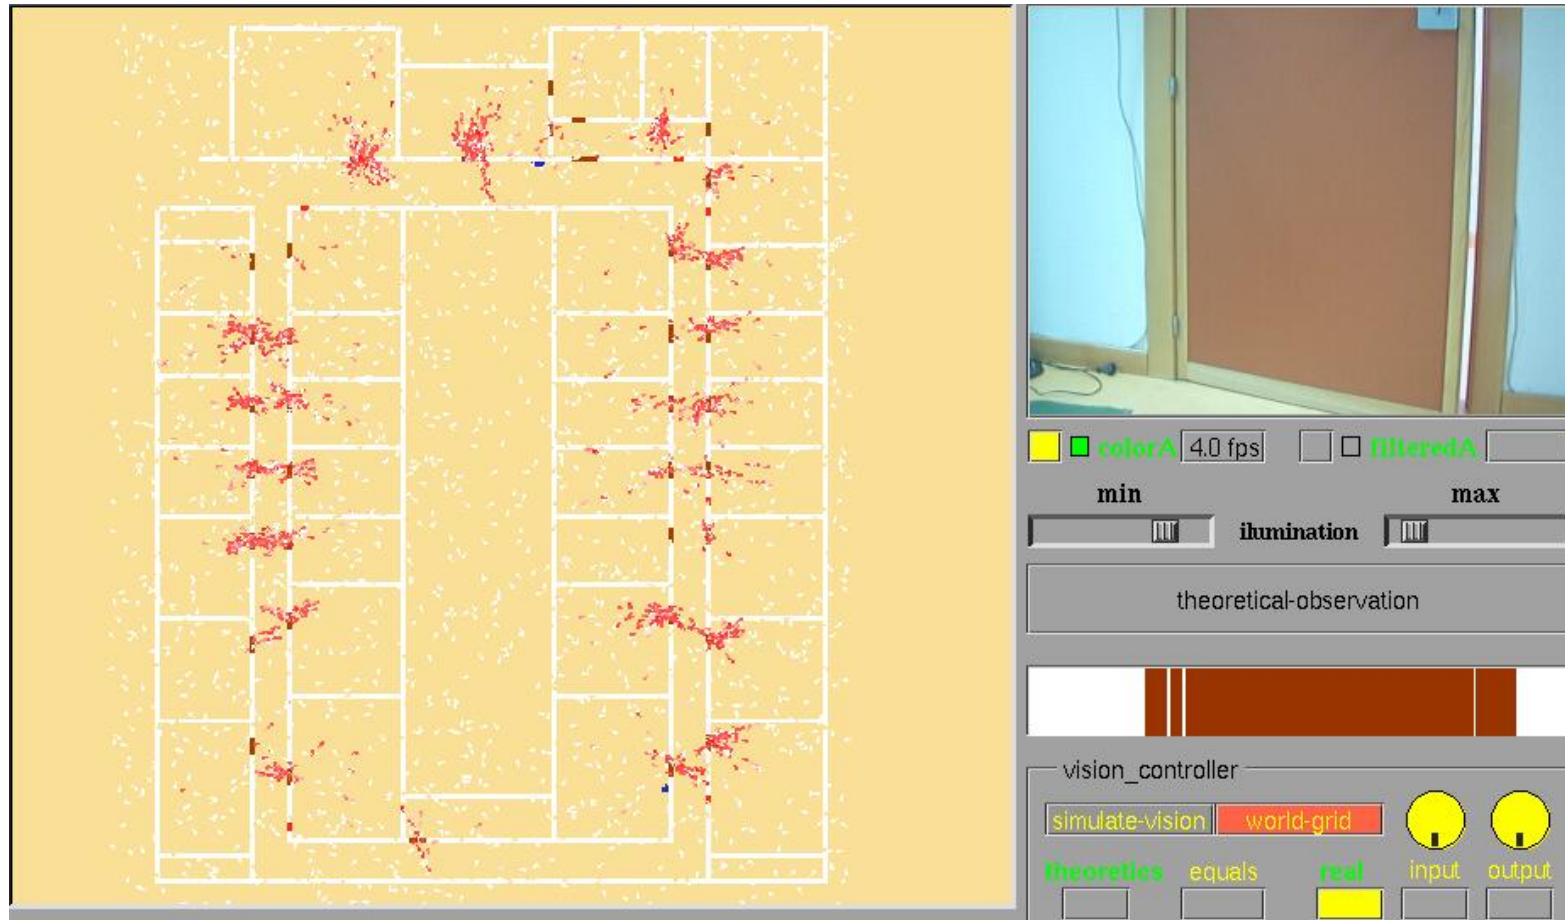 colorA 4.0 fps filteredA
min max
ilumination
theoretical-observation
vision_controller
simulate-vision world-grid
theoretics equals real input output